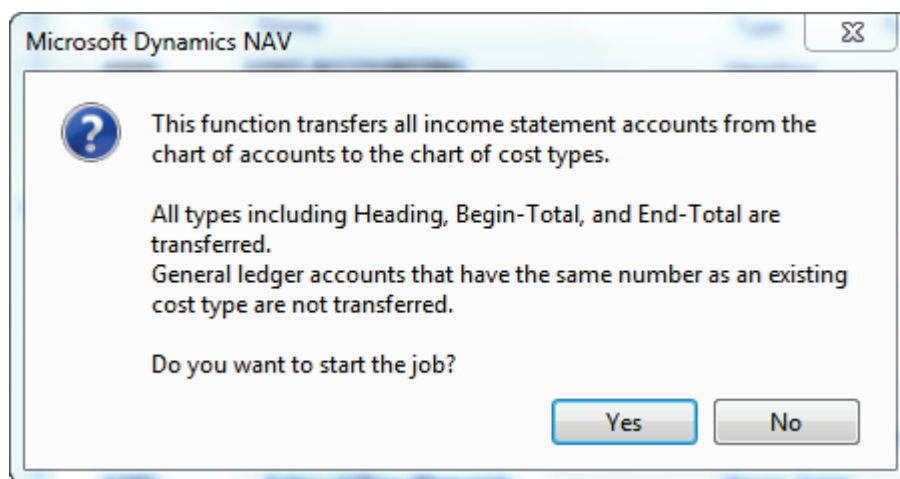 Microsoft Dynamics NAV
This function transfers all income statement accounts from the
chart of accounts to the chart of cost types.
All types including Heading, Begin-Total, and End-Total are
transferred.
General ledger accounts that have the same number as an existing
cost type are not transferred.
Do you want to start the job?
Yes No